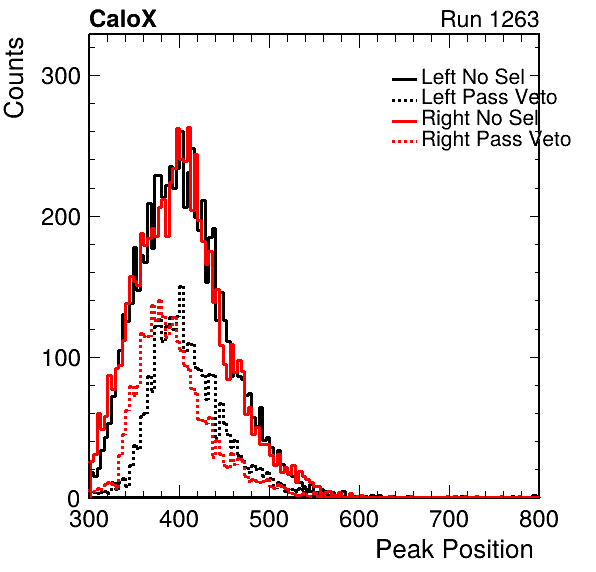 CaloX Run 1263
Counts
300
200
100
0
Left No Sel
Left Pass Veto
Right No Sel
Right Pass Veto
300 400 500 600 700 800
Peak Position